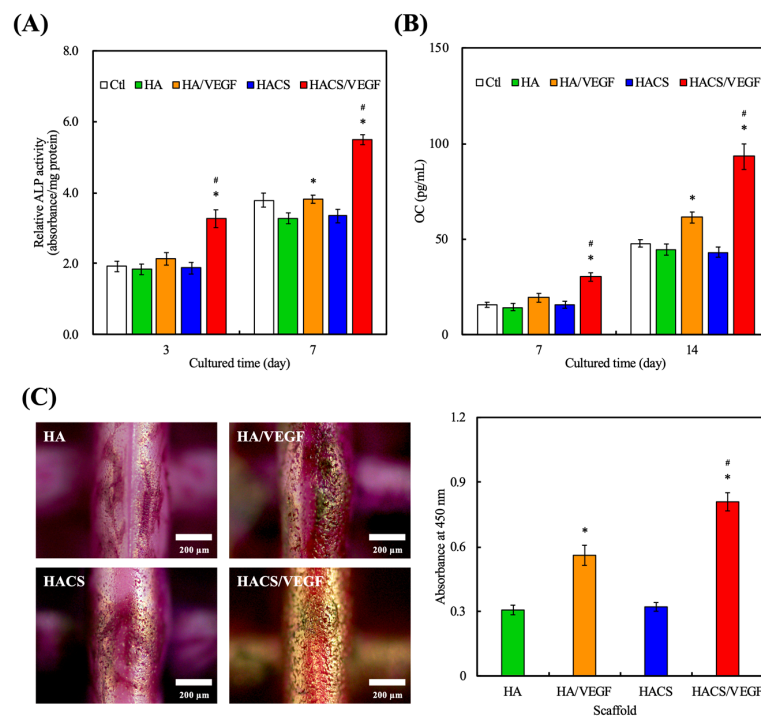 (A)
8.0
6.0
4.0
2.0
0.0
Relative ALP activity
(absorbance/mg protein)
Ctl HA HA/VEGF HACS HACS/VEGF
#
*
*
#
*
3 7
Cultured time (day)
(B)
150
100
50
0
OC (pg/mL)
Ctl HA HA/VEGF HACS HACS/VEGF
#
*
*
#
*
7 14
Cultured time (day)
(C)
HA
200 µm
HA/VEGF
200 µm
HACS
200 µm
HACS/VEGF
200 µm
1.2
0.9
0.6
0.3
0
Absorbance at 450 nm
*
#
*
HA HA/VEGF HACS HACS/VEGF
Scaffold